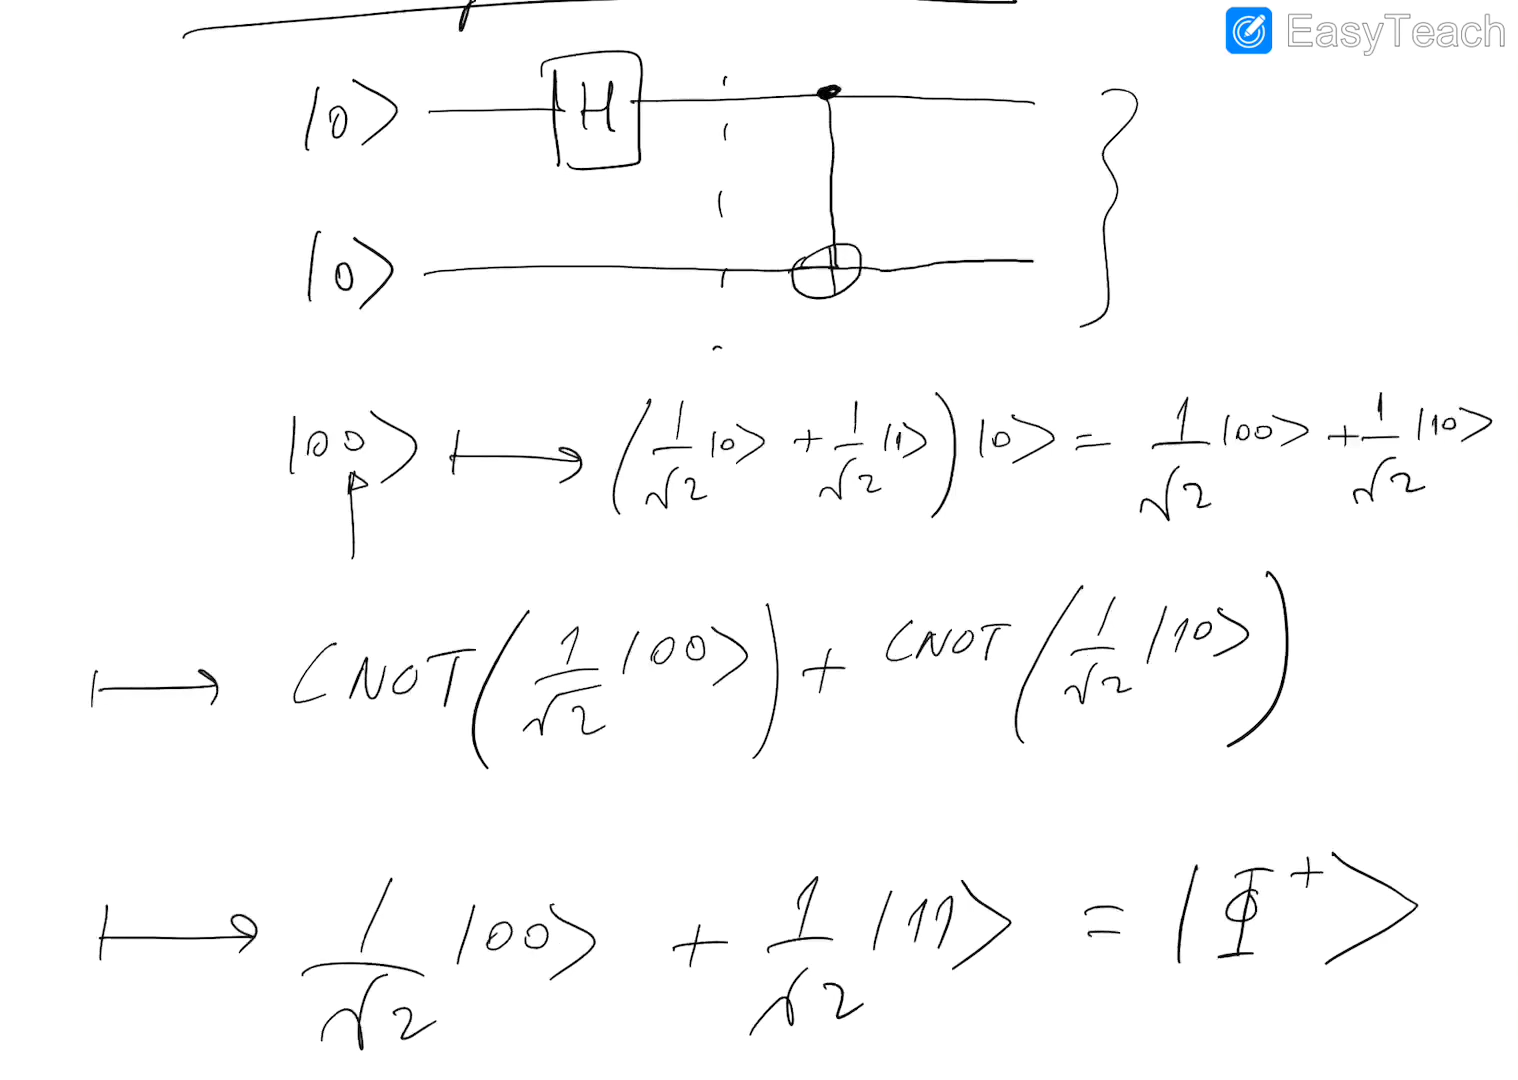 EasyTeach
|0⟩ H
|0⟩
|00⟩ ↦ (1/√2 |0⟩ + 1/√2 |1⟩) |0⟩ = 1/√2 |00⟩ + 1/√2 |10⟩
↦ CNOT(1/√2 |00⟩) + CNOT(1/√2 |10⟩)
↦ 1/√2 |00⟩ + 1/√2 |11⟩ = |Φ⁺⟩